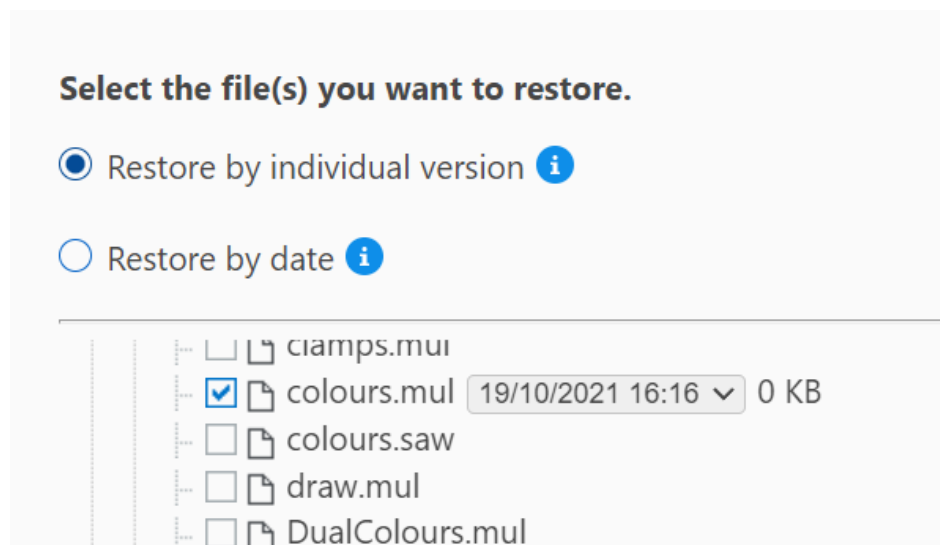 Select the file(s) you want to restore.
Restore by individual version i
Restore by date i
clamps.mul
colours.mul 19/10/2021 16:16 0 KB
colours.saw
draw.mul
DualColours.mul